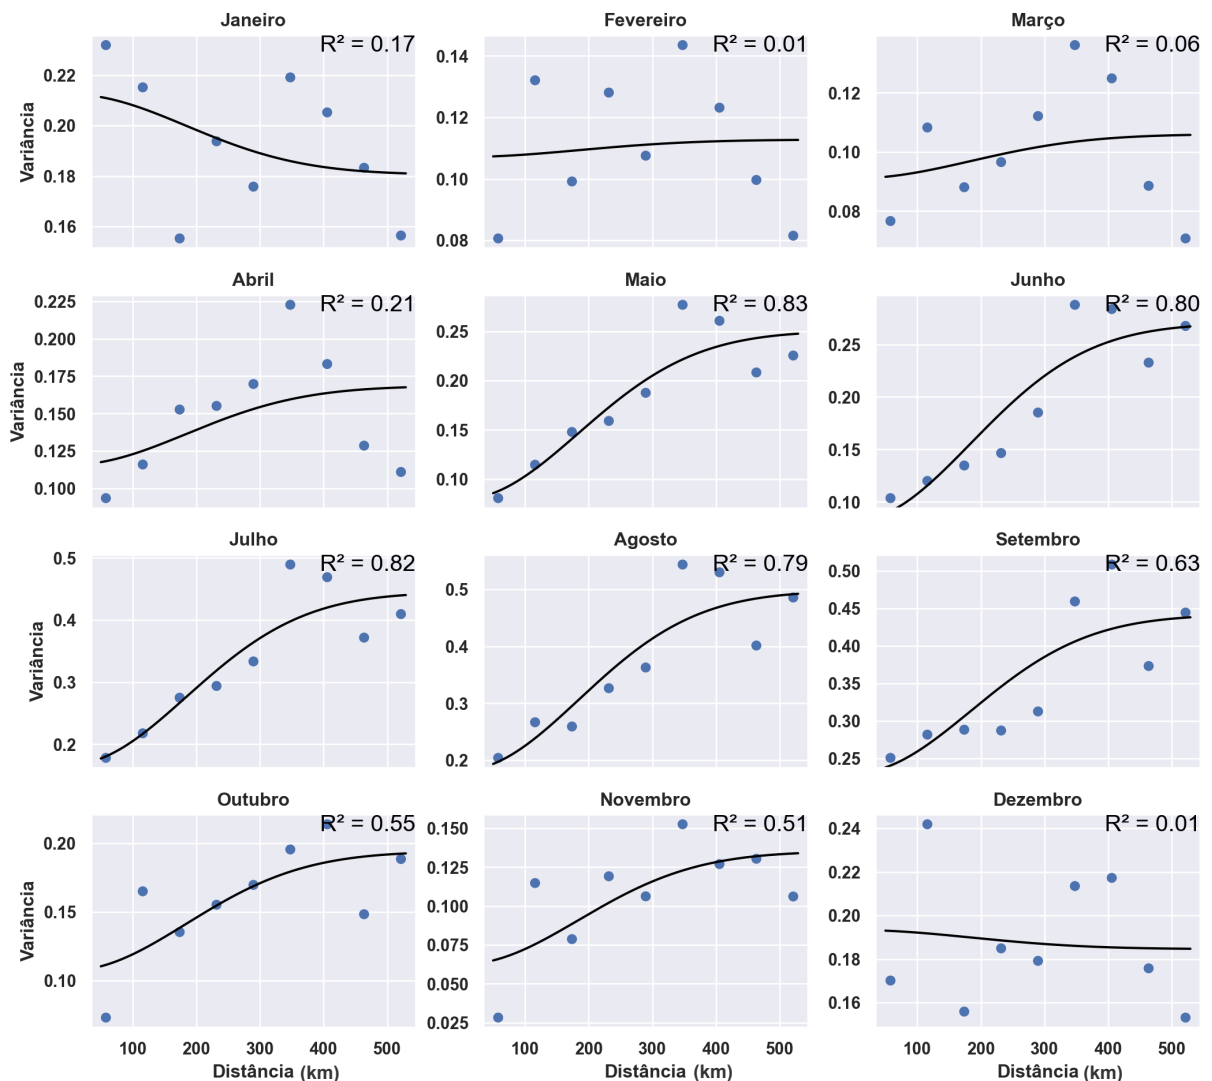 Janeiro
R² = 0.17
Variância
0.22
0.20
0.18
0.16
Fevereiro
R² = 0.01
0.14
0.12
0.10
0.08
Março
R² = 0.06
0.12
0.10
0.08
Abril
R² = 0.21
Variância
0.225
0.200
0.175
0.150
0.125
0.100
Maio
R² = 0.83
0.25
0.20
0.15
0.10
Junho
R² = 0.80
0.25
0.20
0.15
0.10
Julho
R² = 0.82
Variância
0.5
0.4
0.3
0.2
Agosto
R² = 0.79
0.5
0.4
0.3
0.2
Setembro
R² = 0.63
0.50
0.45
0.40
0.35
0.30
0.25
Outubro
R² = 0.55
Variância
0.20
0.15
0.10
100 200 300 400 500
Distância (km)
Novembro
R² = 0.51
0.150
0.125
0.100
0.075
0.050
0.025
100 200 300 400 500
Distância (km)
Dezembro
R² = 0.01
0.24
0.22
0.20
0.18
0.16
100 200 300 400 500
Distância (km)